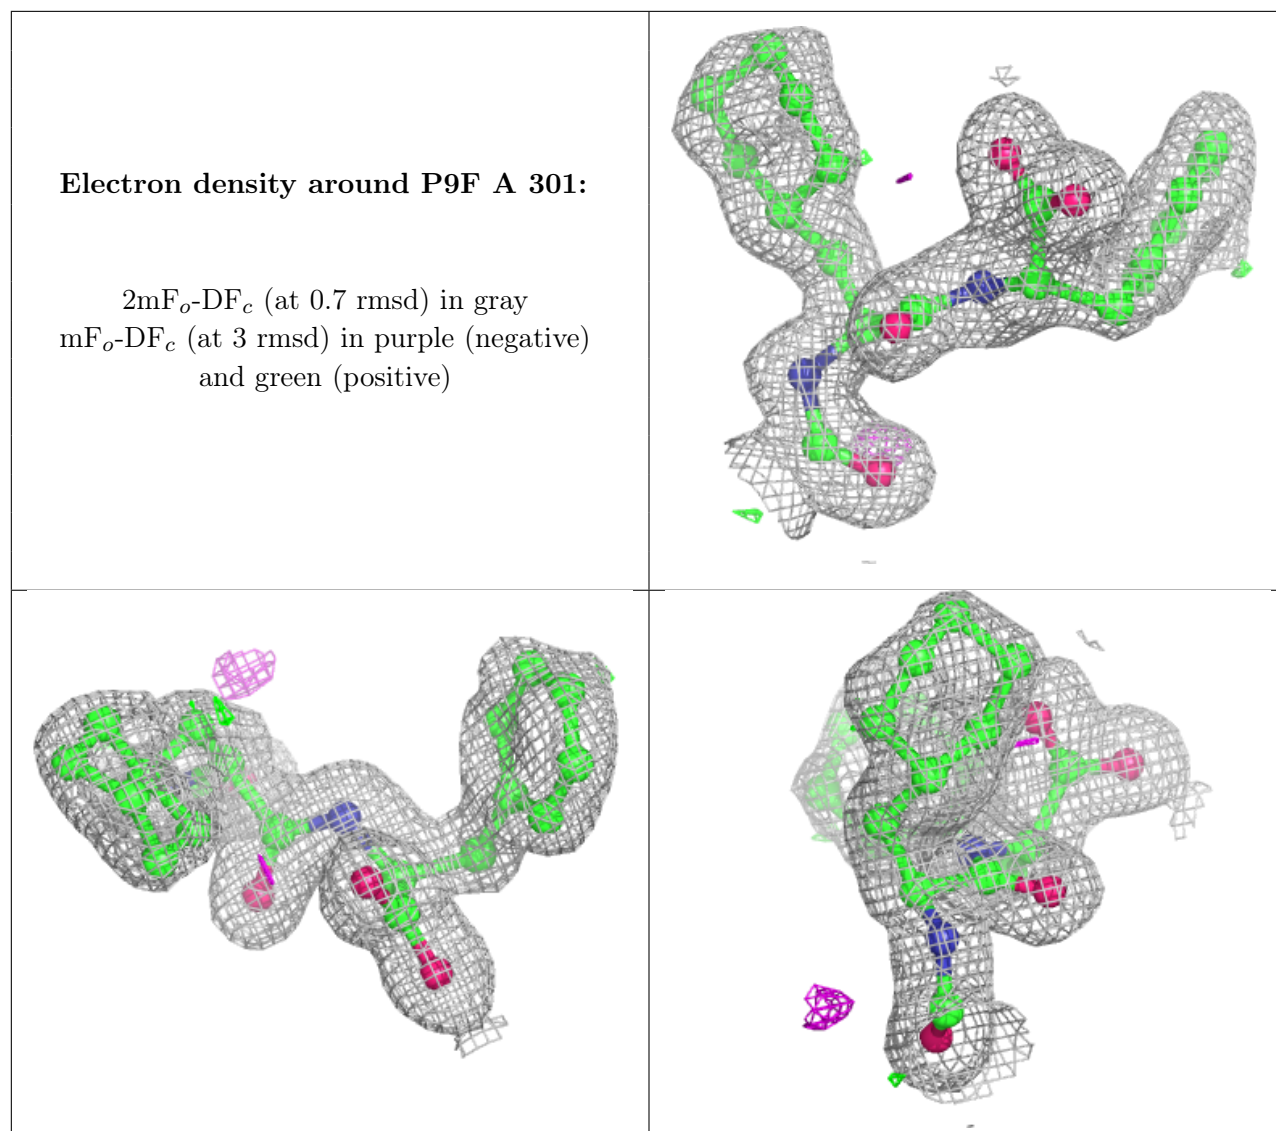 Electron density around P9F A 301:
2mFo-DFc (at 0.7 rmsd) in gray
mFo-DFc (at 3 rmsd) in purple (negative)
and green (positive)